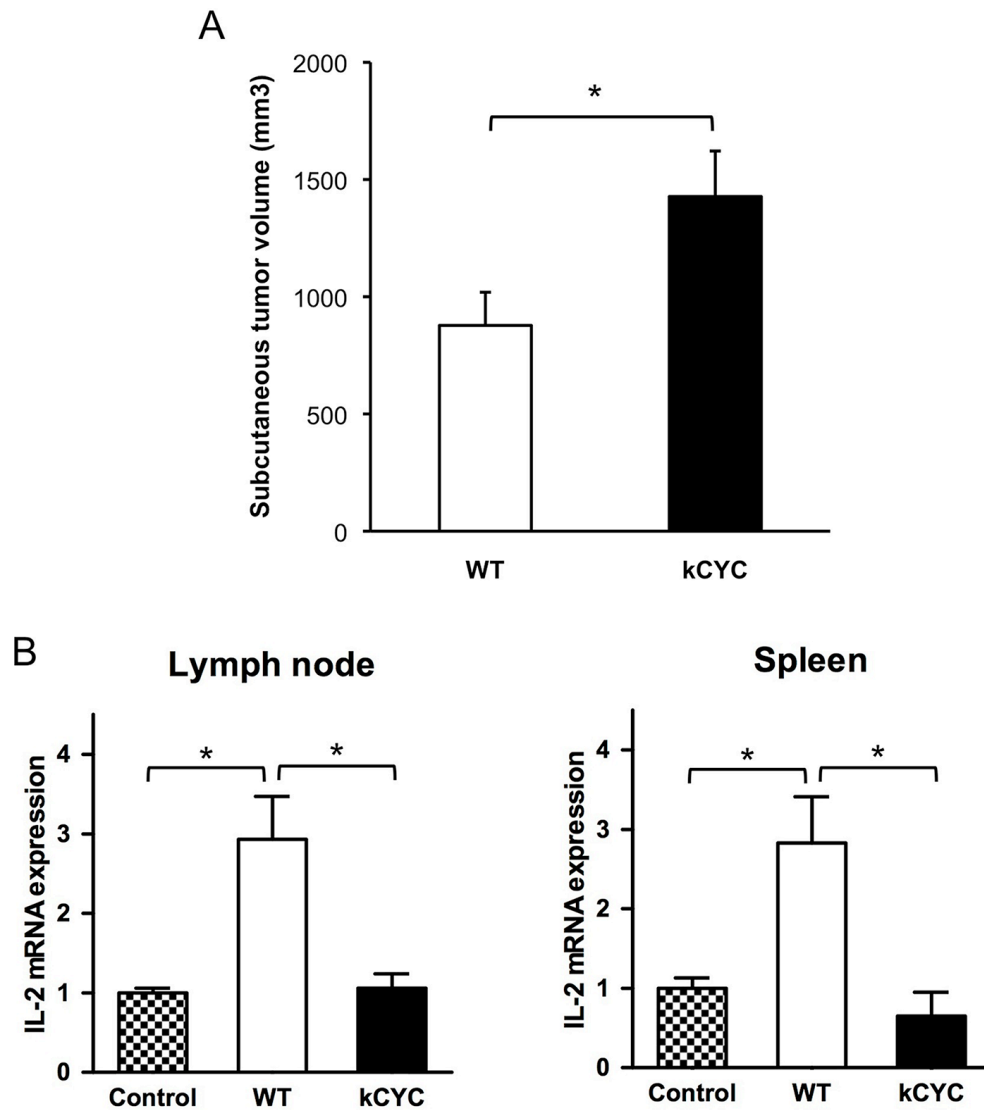 A
Subcutaneous tumor volume (mm3)
2000
1500
1000
500
0
*
WT kCYC
B
Lymph node
IL-2 mRNA expression
4
3
2
1
0
* *
Control WT kCYC
Spleen
IL-2 mRNA expression
4
3
2
1
0
* *
Control WT kCYC